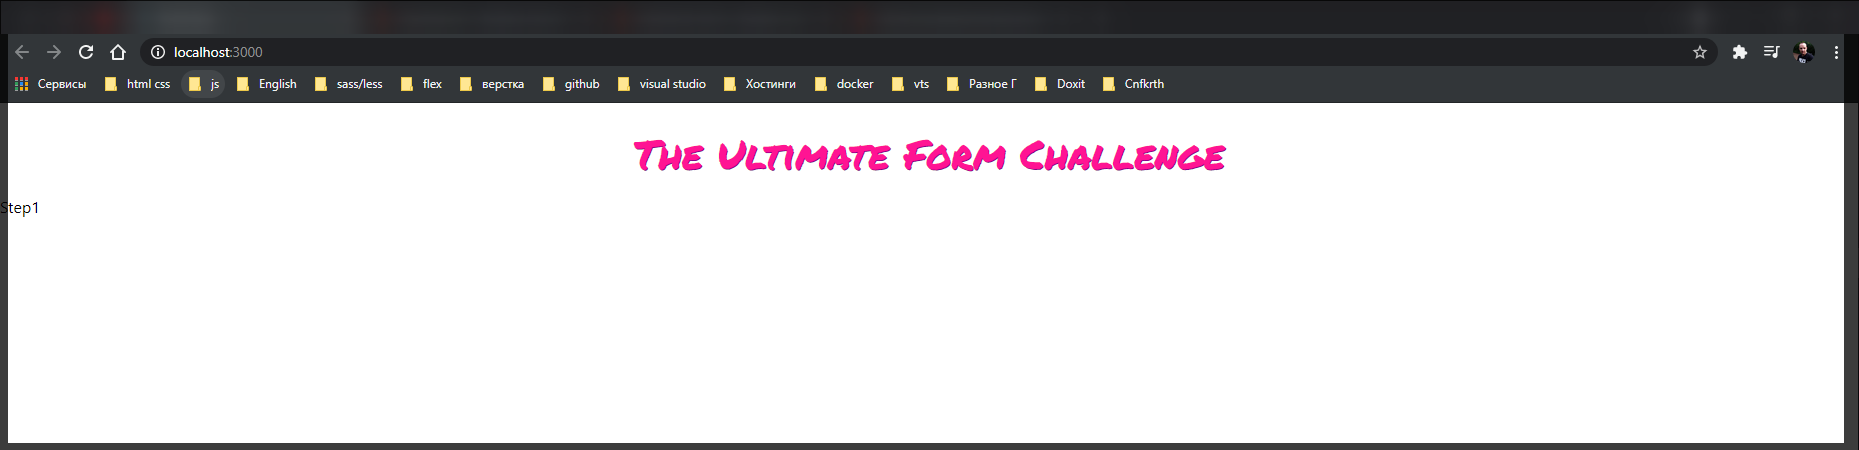 localhost:3000
Сервисы html css js English sass/less flex верстка github visual studio Хостинги docker vts Разное Г Doxit Cnfkrth
The Ultimate Form Challenge
Step1